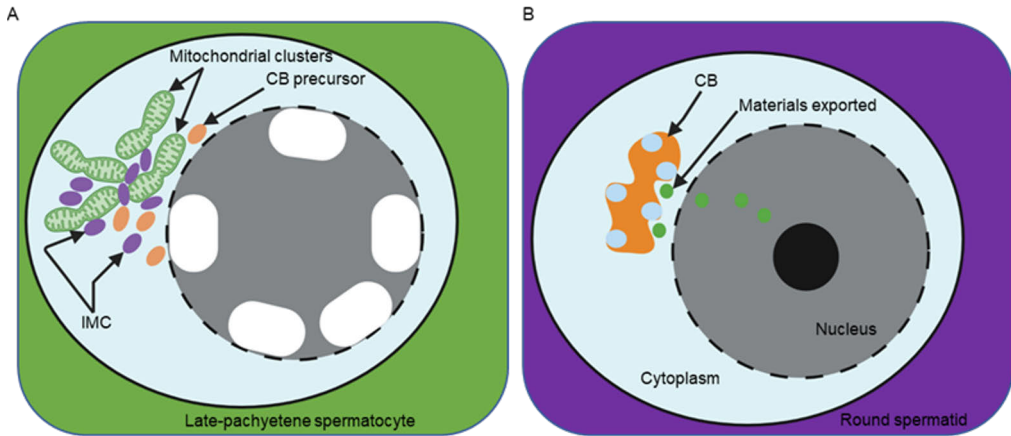 A
Mitochondrial clusters
CB precursor
IMC
Late-pachyetene spermatocyte
B
CB
Materials exported
Nucleus
Cytoplasm
Round spermatid